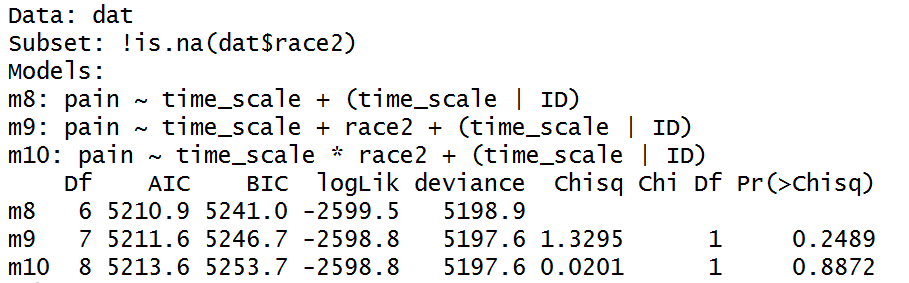 Data: dat
Subset: !is.na(dat$race2)
Models:
m8: pain ~ time_scale + (time_scale | ID)
m9: pain ~ time_scale + race2 + (time_scale | ID)
m10: pain ~ time_scale * race2 + (time_scale | ID)
    Df    AIC    BIC  logLik deviance  Chisq Chi Df Pr(>Chisq)
m8   6 5210.9 5241.0 -2599.5   5198.9
m9   7 5211.6 5246.7 -2598.8   5197.6 1.3295      1     0.2489
m10  8 5213.6 5253.7 -2598.8   5197.6 0.0201      1     0.8872